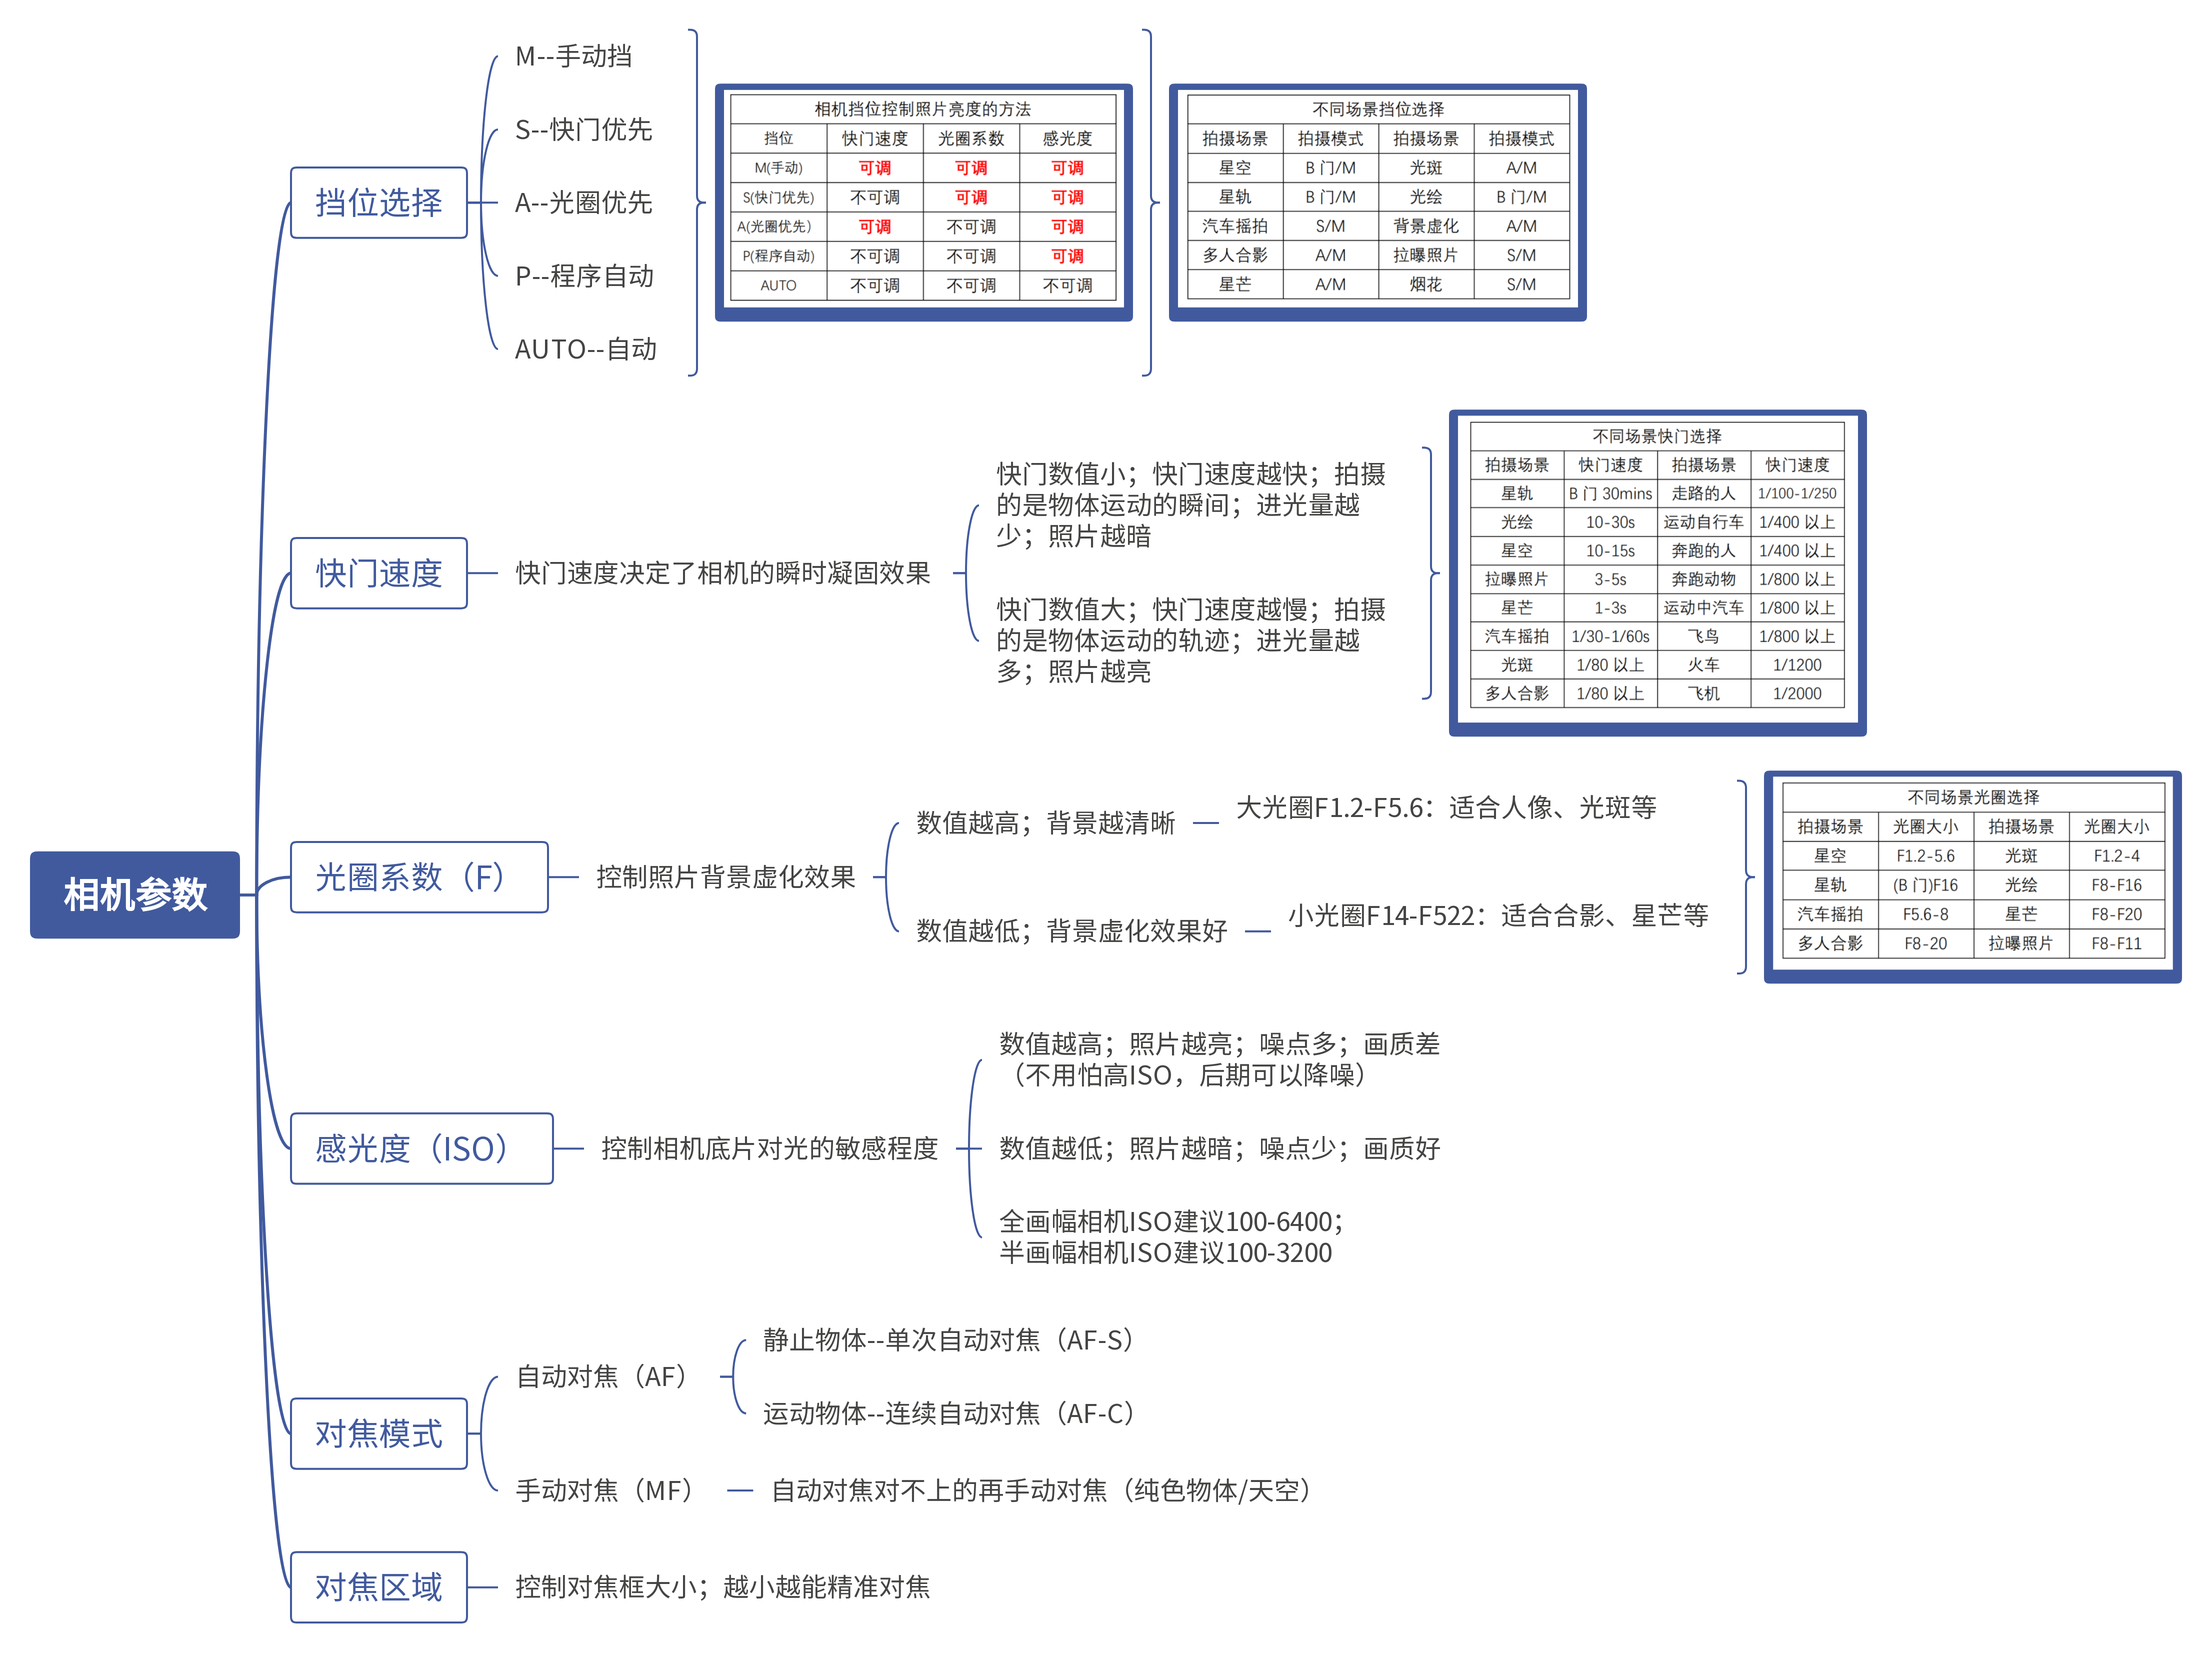 相机参数
挡位选择
M--手动挡
S--快门优先
A--光圈优先
P--程序自动
AUTO--自动
相机挡位控制照片亮度的方法
挡位 快门速度 光圈系数 感光度
M(手动) 可调 可调 可调
S(快门优先) 不可调 可调 可调
A(光圈优先) 可调 不可调 可调
P(程序自动) 不可调 不可调 可调
AUTO 不可调 不可调 不可调
不同场景挡位选择
拍摄场景 拍摄模式 拍摄场景 拍摄模式
星空 B 门/M 光斑 A/M
星轨 B 门/M 光绘 B 门/M
汽车摇拍 S/M 背景虚化 A/M
多人合影 A/M 拉曝照片 S/M
星芒 A/M 烟花 S/M
快门速度
快门速度决定了相机的瞬时凝固效果
快门数值小；快门速度越快；拍摄
的是物体运动的瞬间；进光量越
少；照片越暗
快门数值大；快门速度越慢；拍摄
的是物体运动的轨迹；进光量越
多；照片越亮
不同场景快门选择
拍摄场景 快门速度 拍摄场景 快门速度
星轨 B 门 30mins 走路的人 1/100-1/250
光绘 10-30s 运动自行车 1/400 以上
星空 10-15s 奔跑的人 1/400 以上
拉曝照片 3-5s 奔跑动物 1/800 以上
星芒 1-3s 运动中汽车 1/800 以上
汽车摇拍 1/30-1/60s 飞鸟 1/800 以上
光斑 1/80 以上 火车 1/1200
多人合影 1/80 以上 飞机 1/2000
光圈系数（F）
控制照片背景虚化效果
数值越高；背景越清晰
大光圈F1.2-F5.6：适合人像、光斑等
数值越低；背景虚化效果好
小光圈F14-F522：适合合影、星芒等
不同场景光圈选择
拍摄场景 光圈大小 拍摄场景 光圈大小
星空 F1.2-5.6 光斑 F1.2-4
星轨 (B 门)F16 光绘 F8-F16
汽车摇拍 F5.6-8 星芒 F8-F20
多人合影 F8-20 拉曝照片 F8-F11
感光度（ISO）
控制相机底片对光的敏感程度
数值越高；照片越亮；噪点多；画质差
（不用怕高ISO，后期可以降噪）
数值越低；照片越暗；噪点少；画质好
全画幅相机ISO建议100-6400；
半画幅相机ISO建议100-3200
对焦模式
自动对焦（AF）
静止物体--单次自动对焦（AF-S）
运动物体--连续自动对焦（AF-C）
手动对焦（MF）
自动对焦对不上的再手动对焦（纯色物体/天空）
对焦区域
控制对焦框大小；越小越能精准对焦